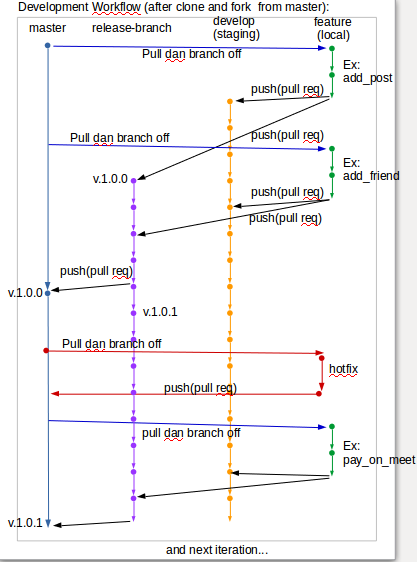 Development Workflow (after clone and fork  from master):
master
release-branch
develop
(staging)
feature
(local)
Pull dan branch off
Ex:
add_post
push(pull req)
Pull dan branch off
push(pull req)
Ex:
add_friend
v.1.0.0
push(pull req)
push(pull req)
push(pull req)
v.1.0.0
v.1.0.1
Pull dan branch off
hotfix
push(pull req)
pull dan branch off
Ex:
pay_on_meet
v.1.0.1
and next iteration...